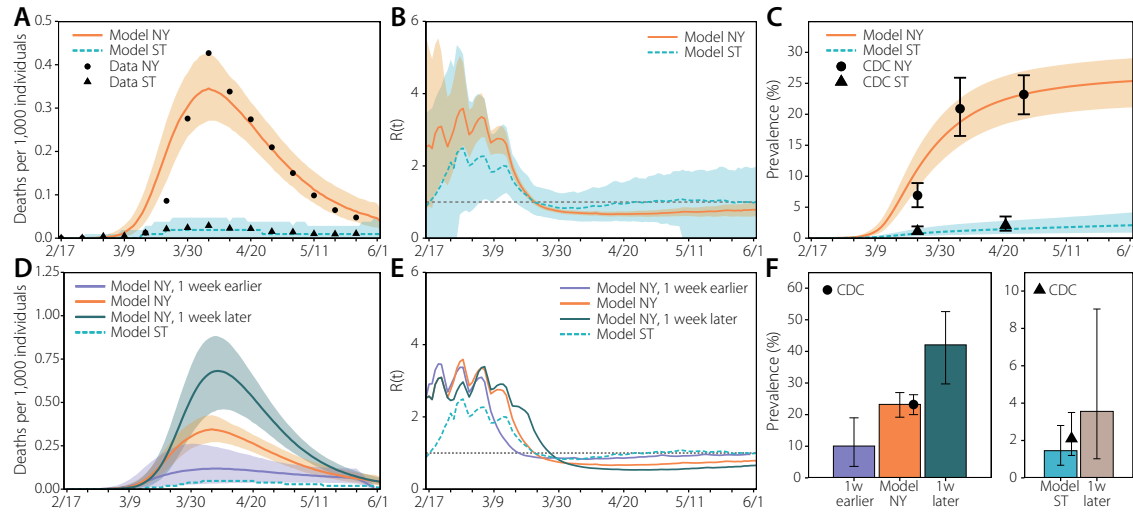 A
Deaths per 1,000 individuals
0.5
0.4
0.3
0.2
0.1
0.0
Model NY
Model ST
Data NY
Data ST
2/17
3/9
3/30
4/20
5/11
6/1
B
R(t)
6
4
2
0
Model NY
Model ST
2/17
3/9
3/30
4/20
5/11
6/1
C
Prevalence (%)
30
25
20
15
10
5
0
Model NY
Model ST
CDC NY
CDC ST
2/17
3/9
3/30
4/20
5/11
6/1
D
Deaths per 1,000 individuals
1.25
1.00
0.75
0.50
0.25
0.00
Model NY, 1 week earlier
Model NY
Model NY, 1 week later
Model ST
2/17
3/9
3/30
4/20
5/11
6/1
E
R(t)
6
4
2
0
Model NY, 1 week earlier
Model NY
Model NY, 1 week later
Model ST
2/17
3/9
3/30
4/20
5/11
6/1
F
Prevalence (%)
60
50
40
30
20
10
0
CDC
1w
earlier
Model
NY
1w
later
10
8
6
4
2
0
CDC
Model
ST
1w
later